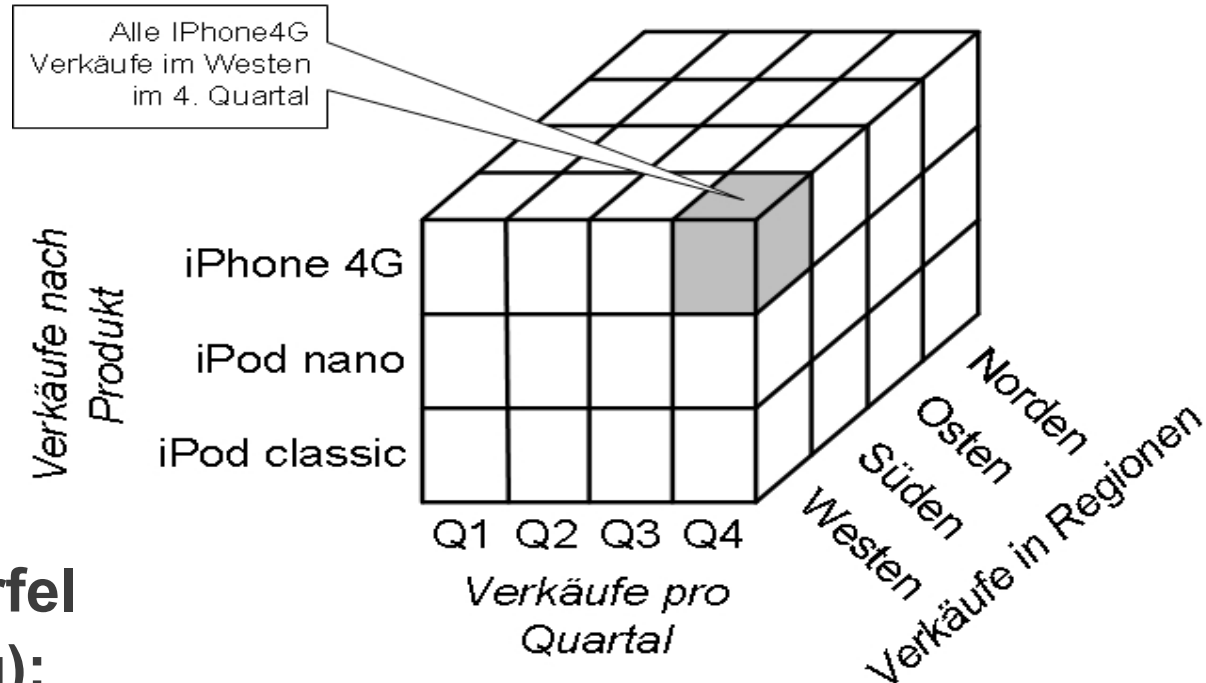 Alle IPhone4G
Verkäufe im Westen
im 4. Quartal
Verkäufe nach
Produkt
iPhone 4G
iPod nano
iPod classic
Q1 Q2 Q3 Q4
Verkäufe pro
Quartal
Norden
Osten
Süden
Westen
Verkäufe in Regionen
rfel
):